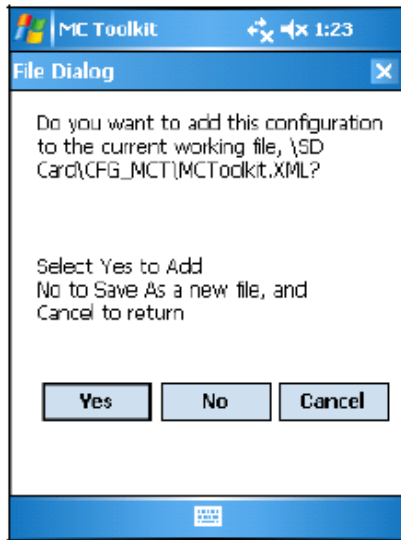 MC Toolkit 1:23
File Dialog
Do you want to add this configuration
to the current working file, \SD
Card\CFG_MCT\MCToolkit.XML?
Select Yes to Add
No to Save As a new file, and
Cancel to return
Yes No Cancel